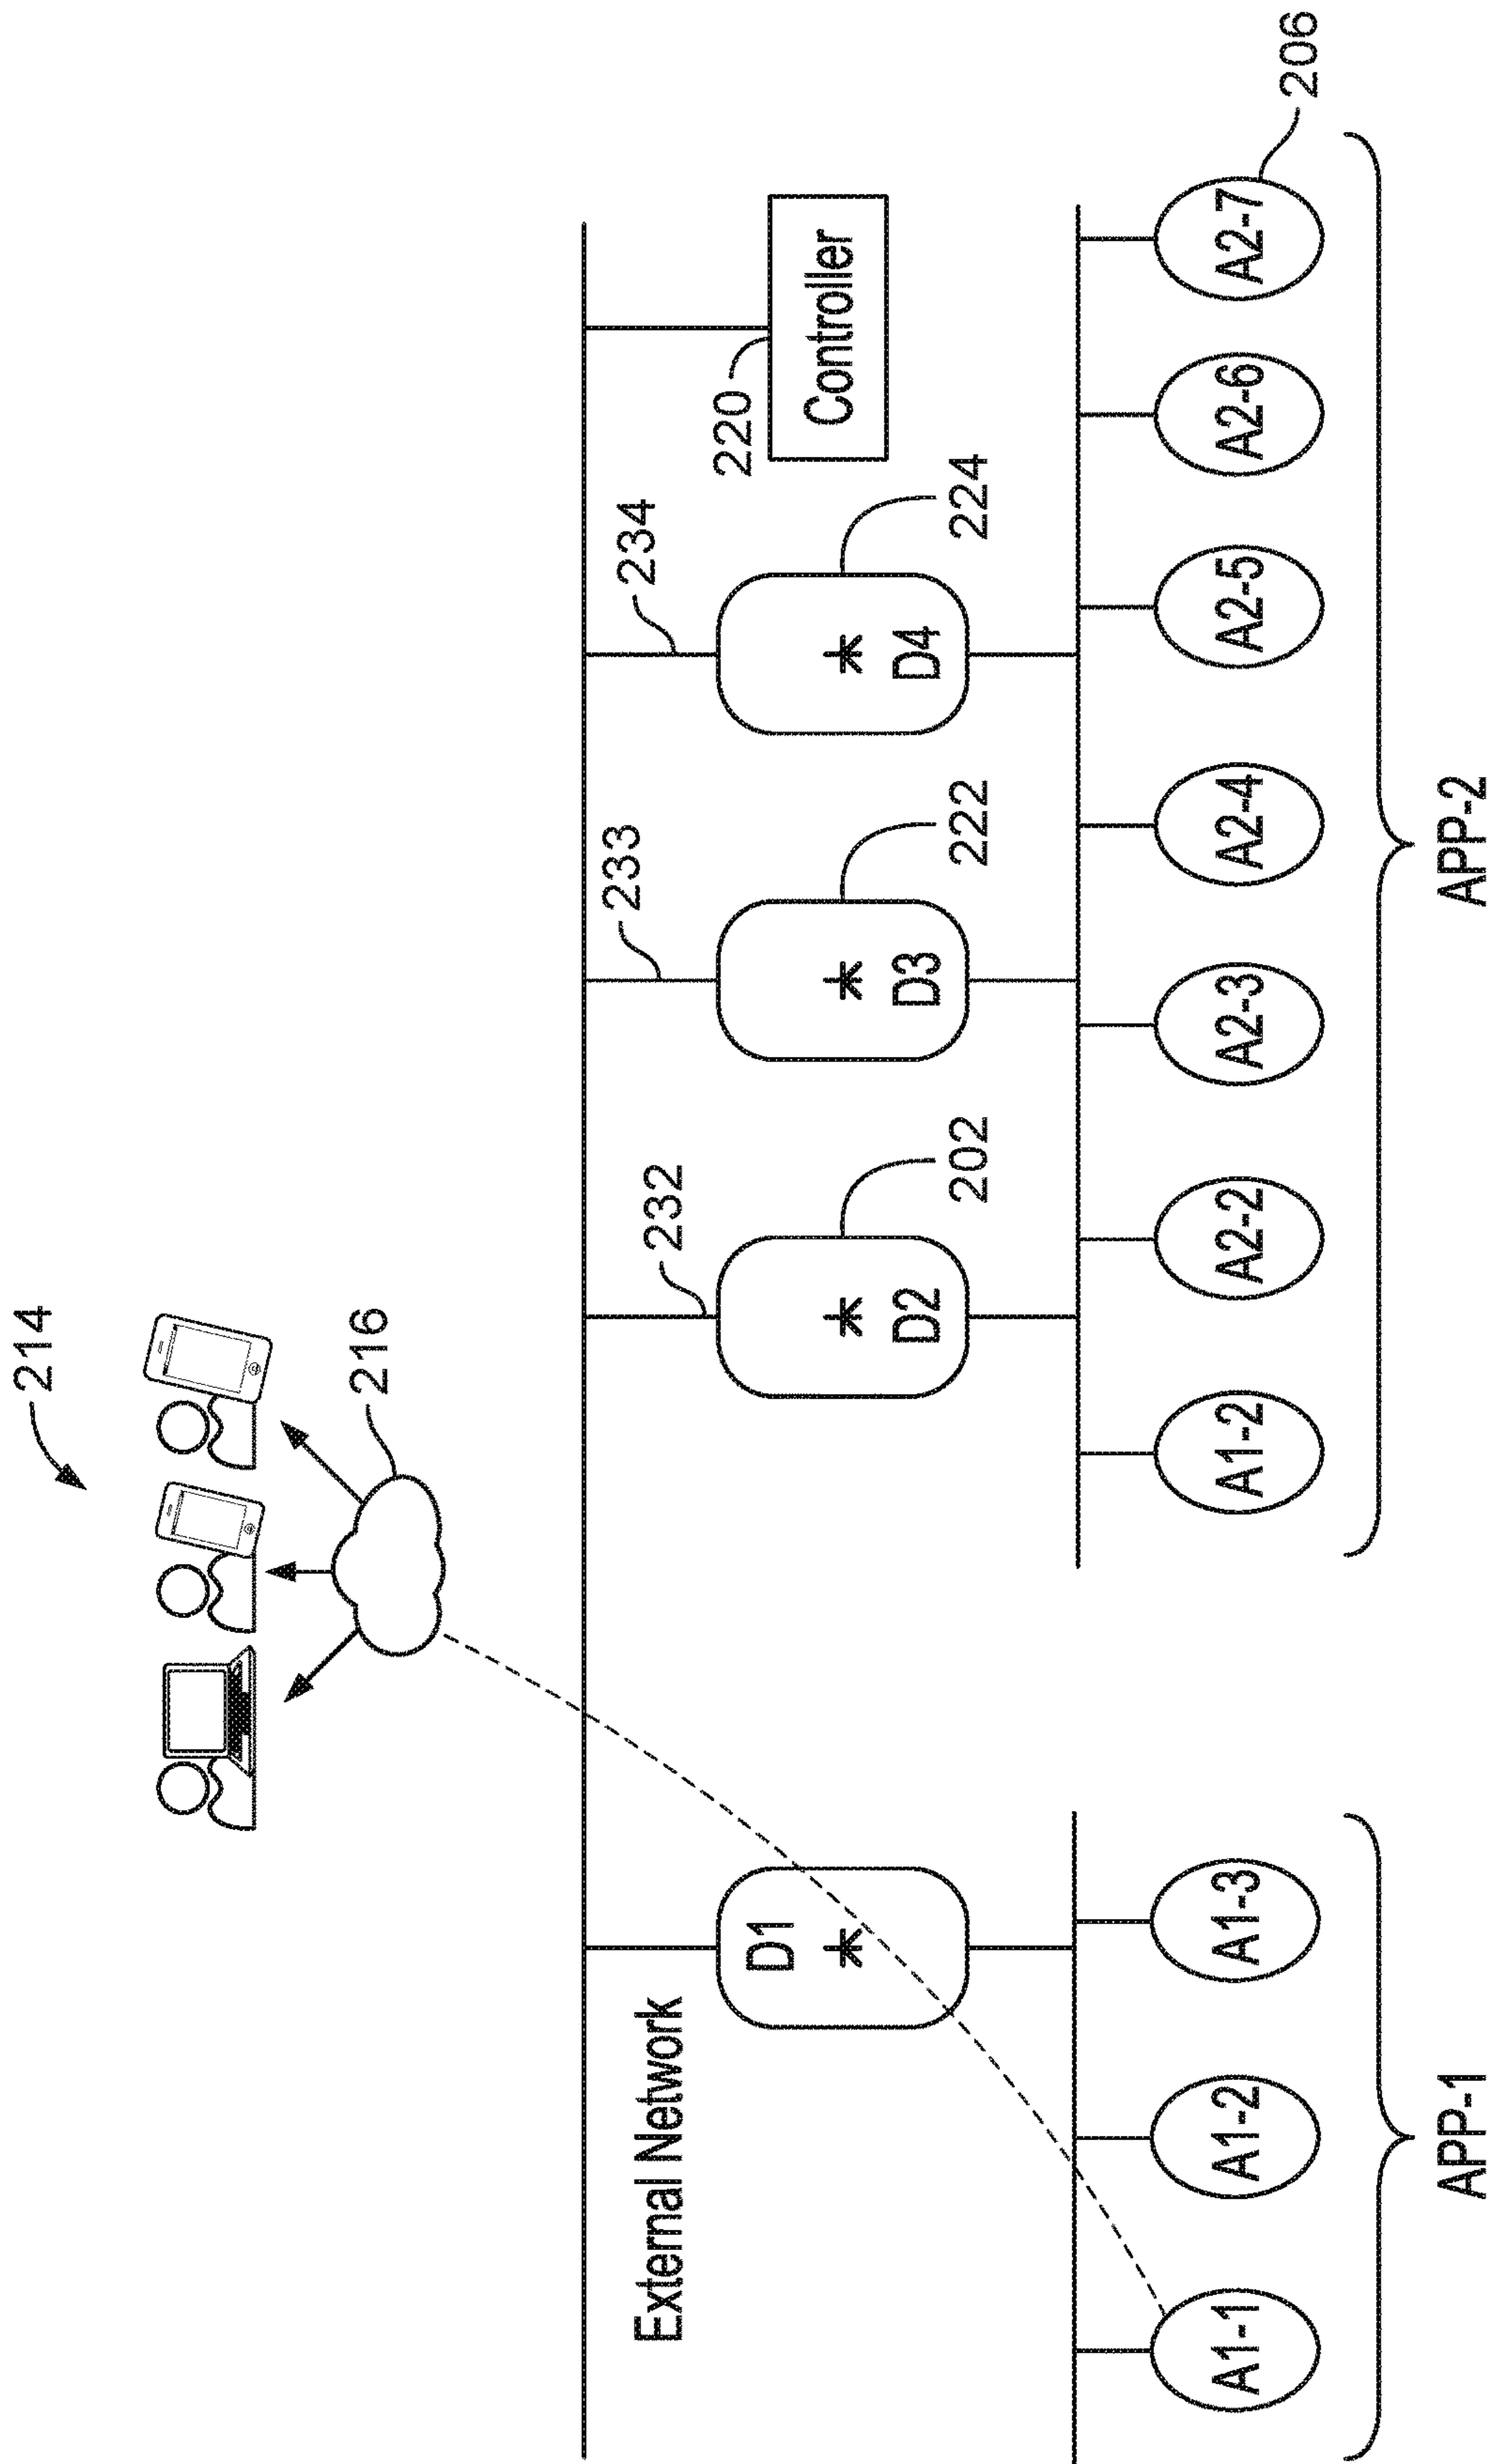 214
216
External Network
D1
232
233
234
220
Controller
D2
D3
D4
202
222
224
A1-1
A1-2
A1-3
A1-2
A2-2
A2-3
A2-4
A2-5
A2-6
A2-7
206
APP-1
APP-2